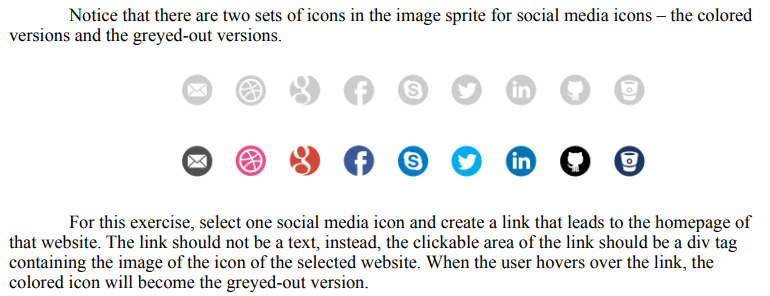 Notice that there are two sets of icons in the image sprite for social media icons – the colored
versions and the greyed-out versions.
For this exercise, select one social media icon and create a link that leads to the homepage of
that website. The link should not be a text, instead, the clickable area of the link should be a div tag
containing the image of the icon of the selected website. When the user hovers over the link, the
colored icon will become the greyed-out version.